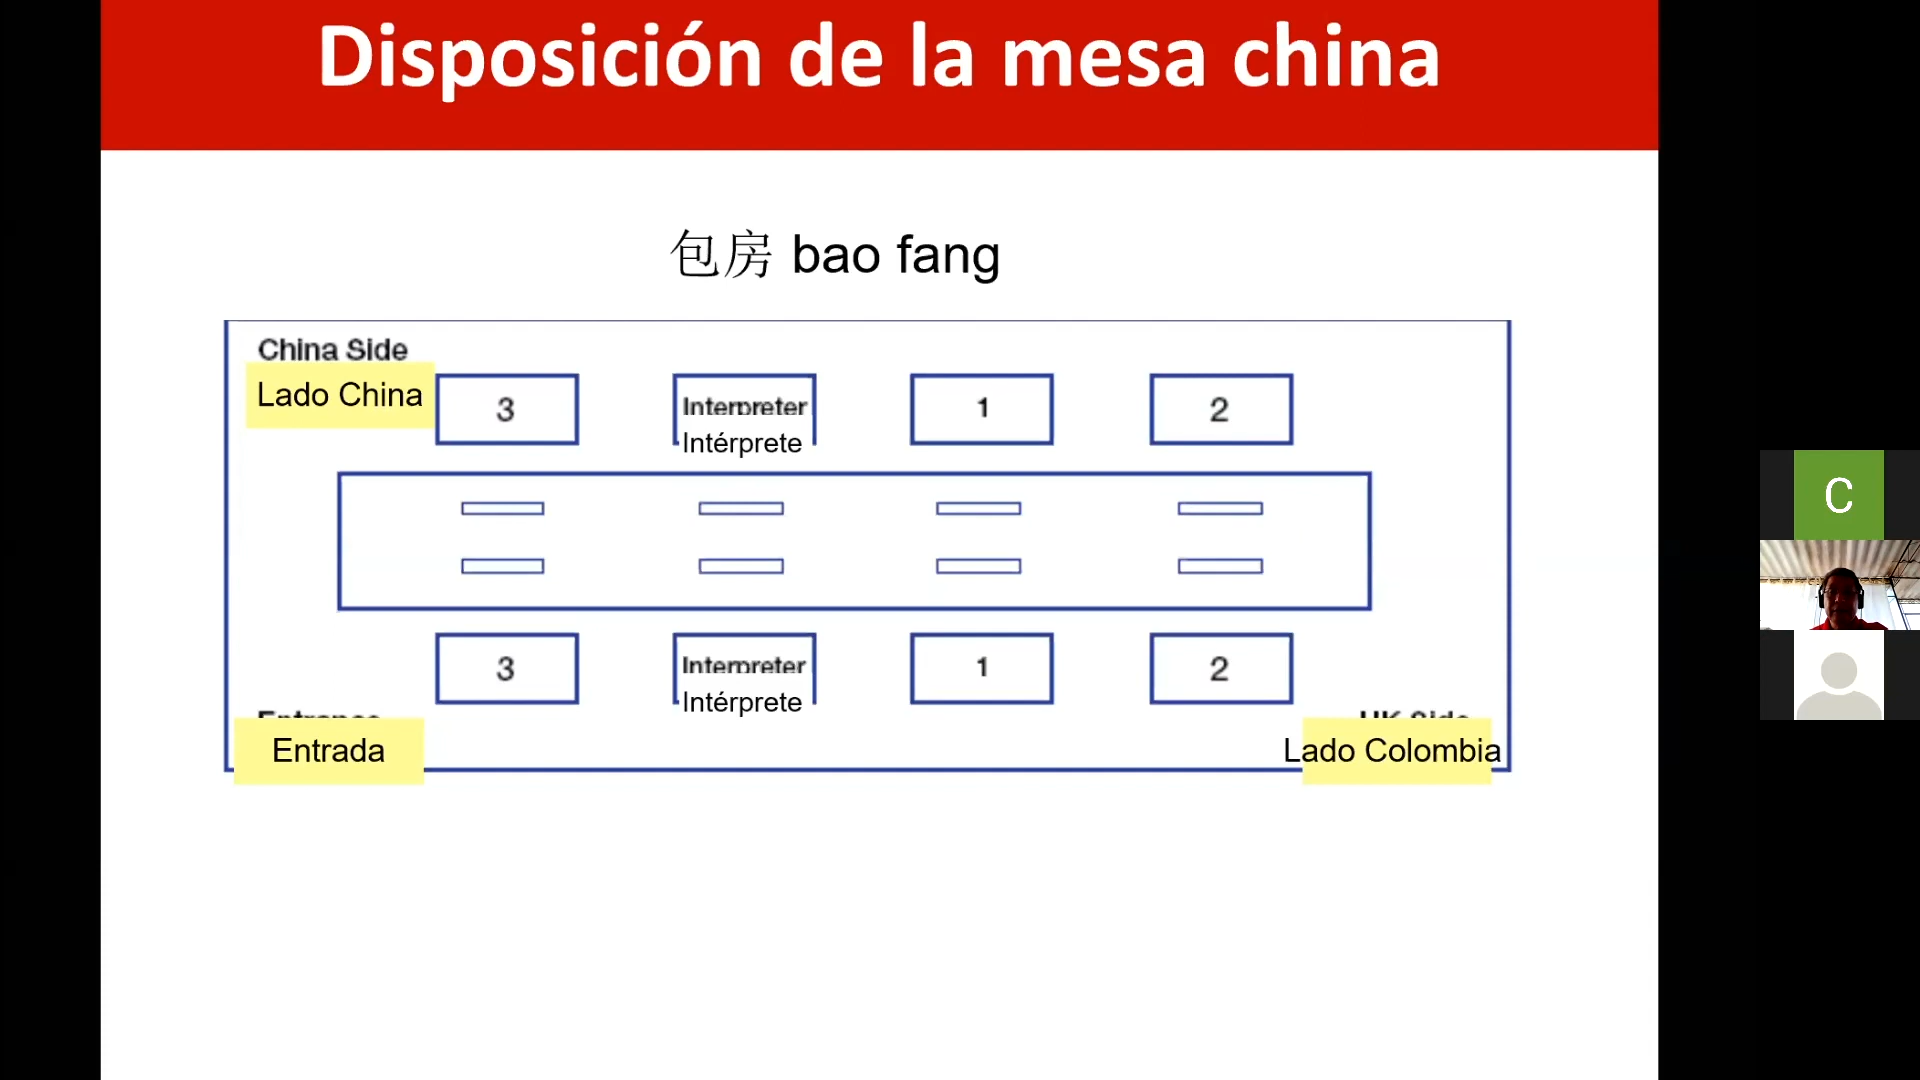 Disposición de la mesa china
包房 bao fang
China Side
Lado China
3
Interpreter
Intérprete
1
2
3
Interpreter
Intérprete
1
2
Entrance
UK Side
Entrada
Lado Colombia
C